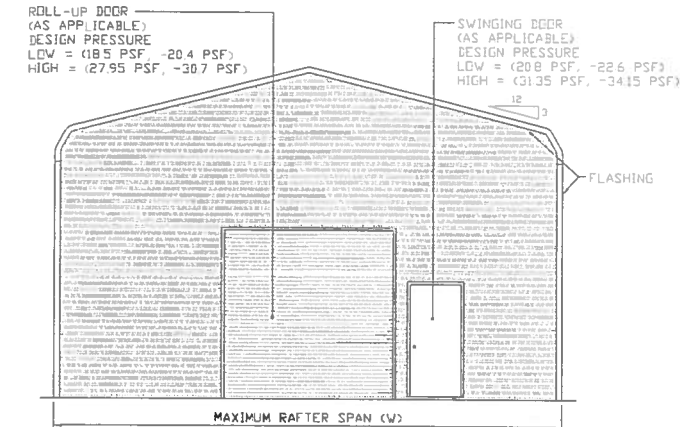 ROLL-UP DOOR
(AS APPLICABLE)
DESIGN PRESSURE
LOW = (18.5 PSF, -20.4 PSF)
HIGH = (27.95 PSF, -30.7 PSF)
SWINGING DOOR
(AS APPLICABLE)
DESIGN PRESSURE
LOW = (20.8 PSF, -22.6 PSF)
HIGH = (31.35 PSF, -34.15 PSF)
12
3
FLASHING
MAXIMUM RAFTER SPAN (W)